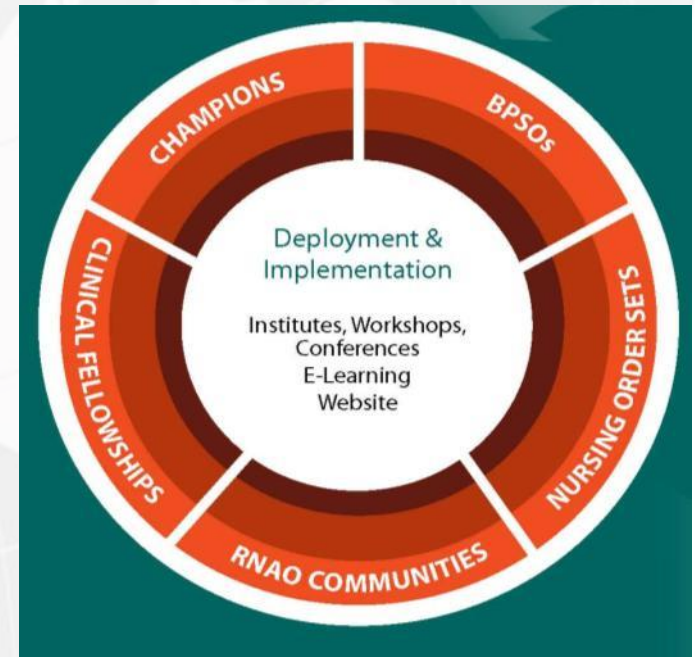 CHAMPIONS
BPSOs
CLINICAL FELLOWSHIPS
NURSING ORDER SETS
RNAO COMMUNITIES
Deployment &
Implementation
Institutes, Workshops,
Conferences
E-Learning
Website